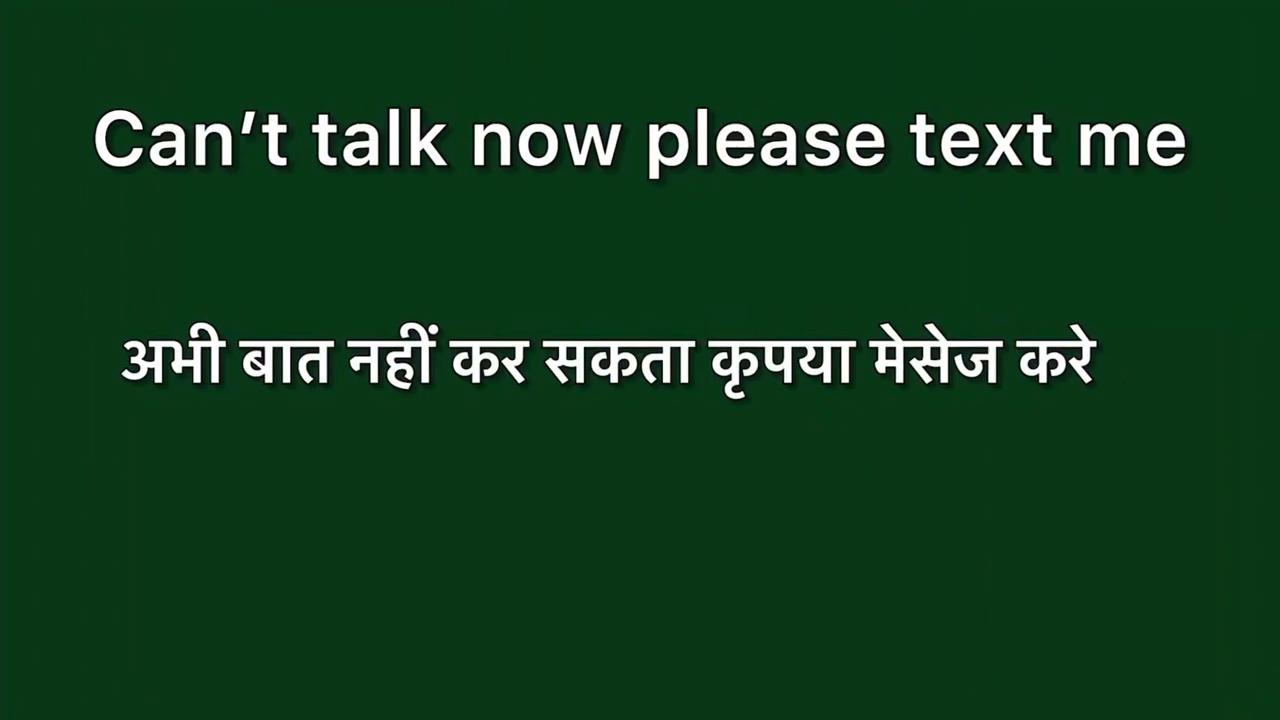 Can’t talk now please text me
अभी बात नहीं कर सकता कृपया मेसेज करे